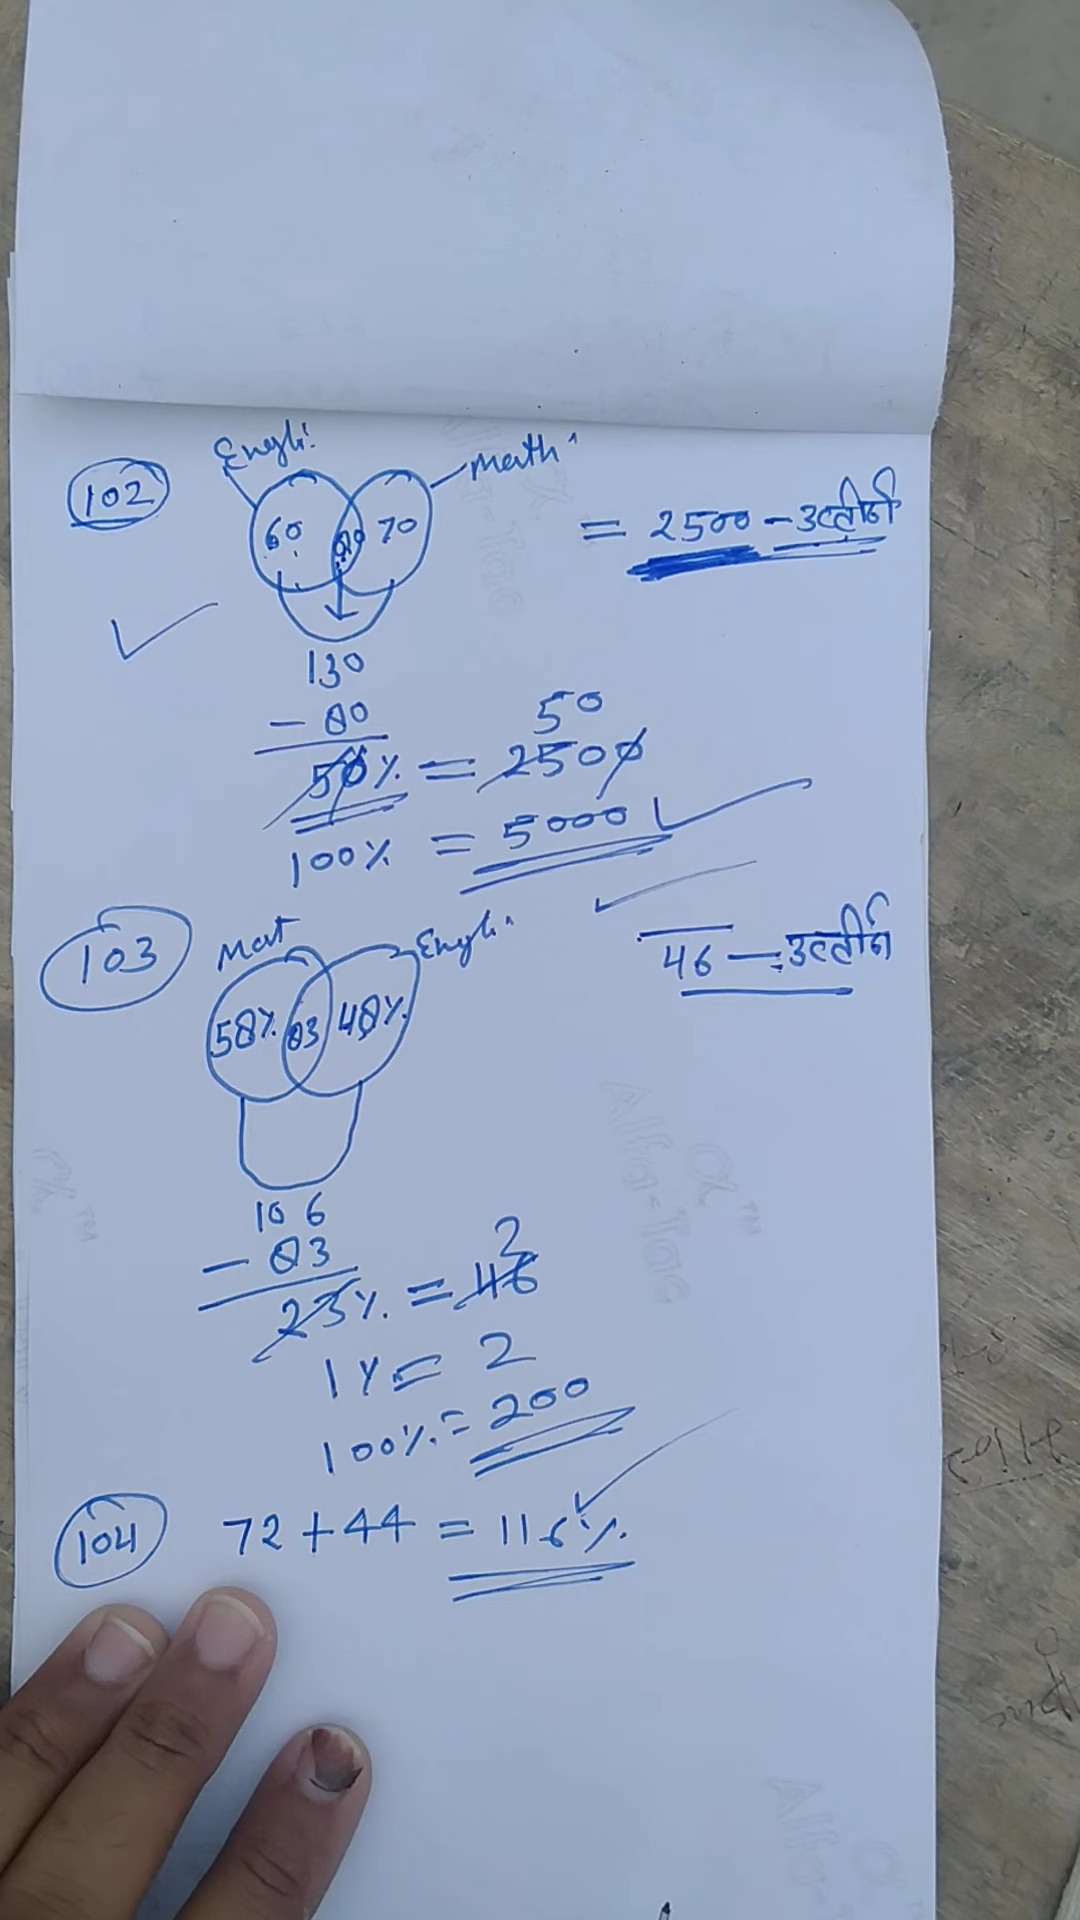 102
Engli.
Math.
60
80
70
= 2500 - उत्तीर्ण
130
- 80
50
50% = 2500
100% = 5000
103
Mat
Engli.
58%
83
48%
46 - उत्तीर्ण
106
- 83
2
23% = 46
1% = 2
100% = 200
104
72 + 44 = 116%